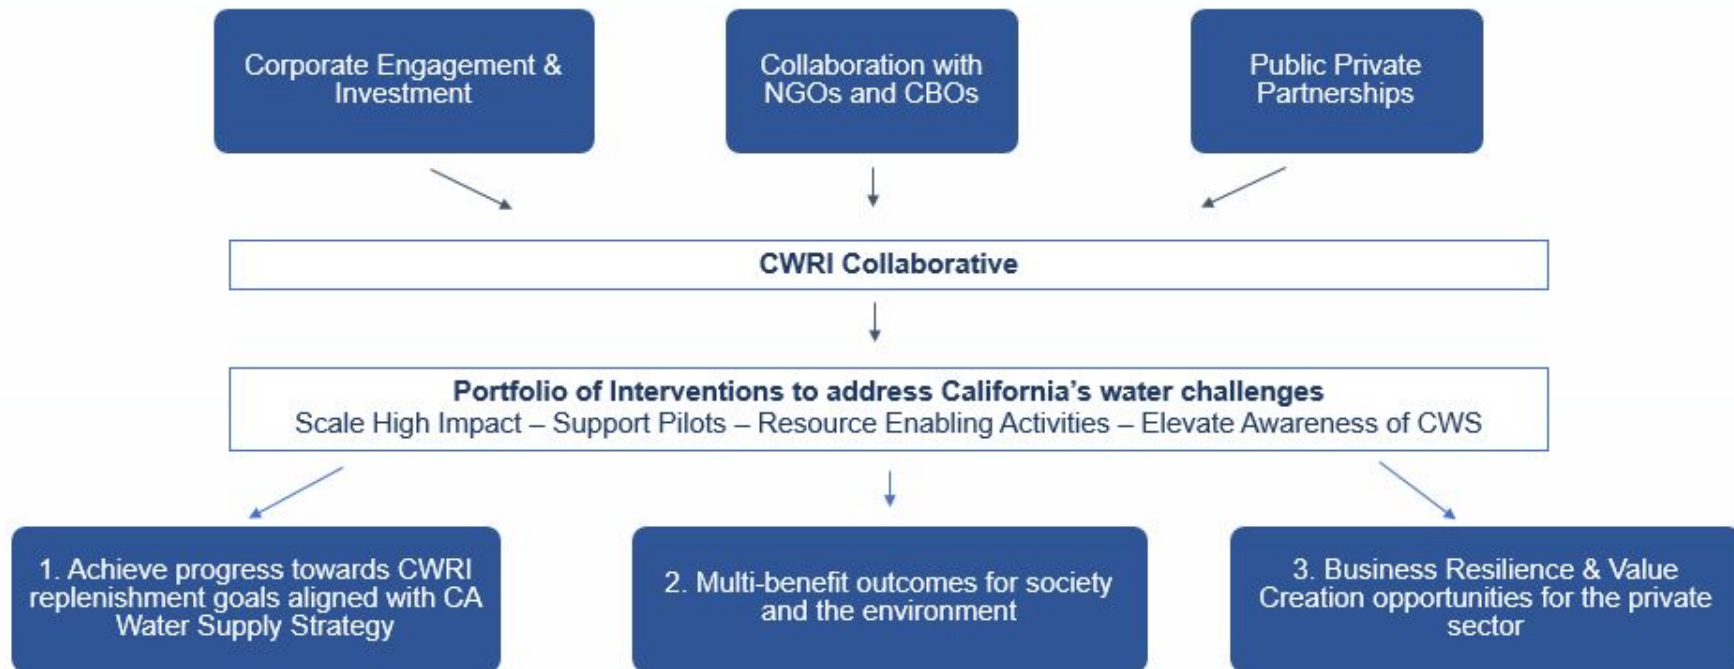 Corporate Engagement &
Investment
Collaboration with
NGOs and CBOs
Public Private
Partnerships
CWRI Collaborative
Portfolio of Interventions to address California’s water challenges
Scale High Impact – Support Pilots – Resource Enabling Activities – Elevate Awareness of CWS
1. Achieve progress towards CWRI
replenishment goals aligned with CA
Water Supply Strategy
2. Multi-benefit outcomes for society
and the environment
3. Business Resilience & Value
Creation opportunities for the private
sector